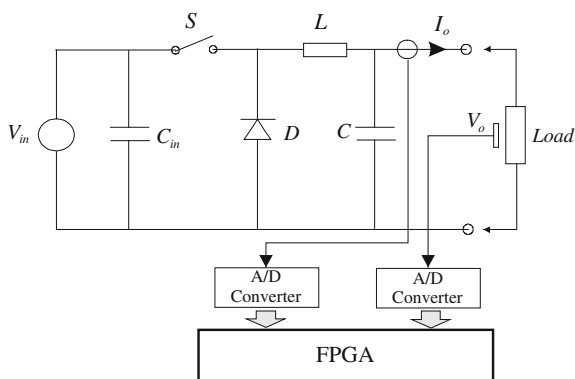 S
L
I_o
V_in
C_in
D
C
V_o
Load
A/D
Converter
A/D
Converter
FPGA